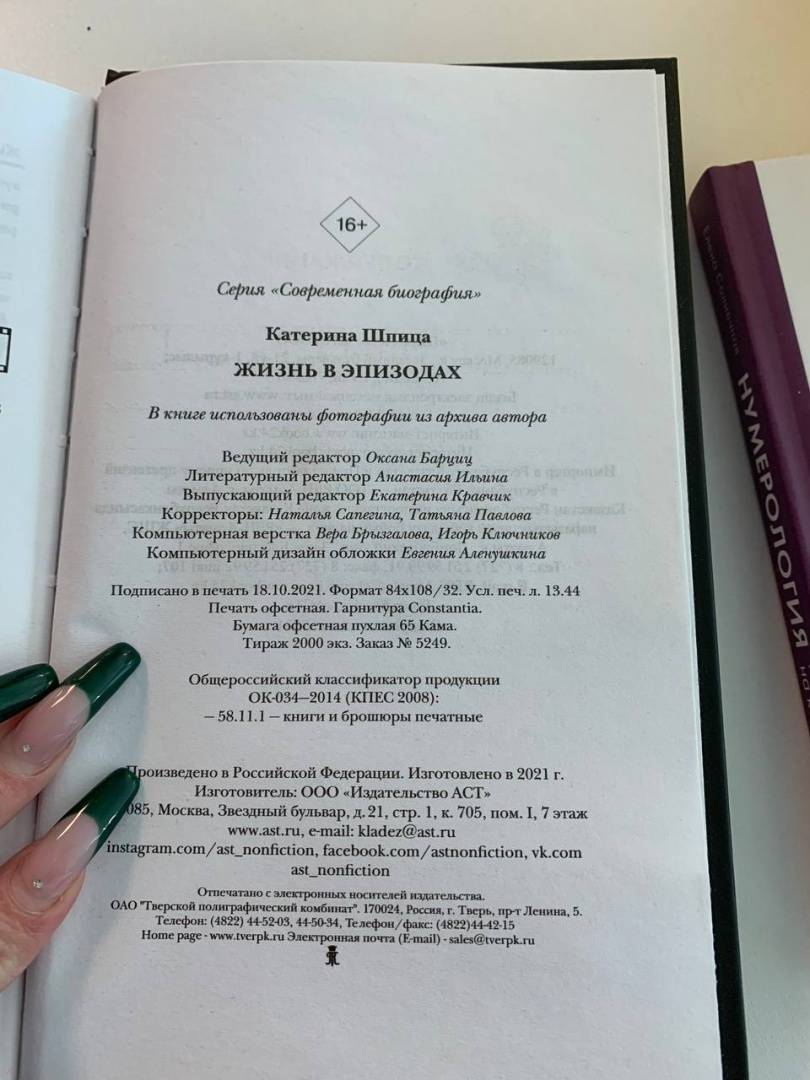 16+
Серия «Современная биография»
Катерина Шпица
ЖИЗНЬ В ЭПИЗОДАХ
В книге использованы фотографии из архива автора
Ведущий редактор Оксана Барциц
Литературный редактор Анастасия Ильина
Выпускающий редактор Екатерина Кравчик
Корректоры: Наталья Сапегина, Татьяна Павлова
Компьютерная верстка Вера Брызгалова, Игорь Ключников
Компьютерный дизайн обложки Евгения Аленушкина
Подписано в печать 18.10.2021. Формат 84x108/32. Усл. печ. л. 13.44
Печать офсетная. Гарнитура Constantia.
Бумага офсетная пухлая 65 Кама.
Тираж 2000 экз. Заказ № 5249.
Общероссийский классификатор продукции
ОК-034—2014 (КПЕС 2008):
– 58.11.1 – книги и брошюры печатные
Произведено в Российской Федерации. Изготовлено в 2021 г.
Изготовитель: ООО «Издательство АСТ»
085, Москва, Звездный бульвар, д. 21, стр. 1, к. 705, пом. I, 7 этаж
www.ast.ru, e-mail: kladez@ast.ru
instagram.com/ast_nonfiction, facebook.com/astnonfiction, vk.com
ast_nonfiction
Отпечатано с электронных носителей издательства.
ОАО "Тверской полиграфический комбинат". 170024, Россия, г. Тверь, пр-т Ленина, 5.
Телефон: (4822) 44-52-03, 44-50-34, Телефон/факс: (4822)44-42-15
Home page - www.tverpk.ru Электронная почта (E-mail) - sales@tverpk.ru
Елена
НУМЕРОЛОГИЯ